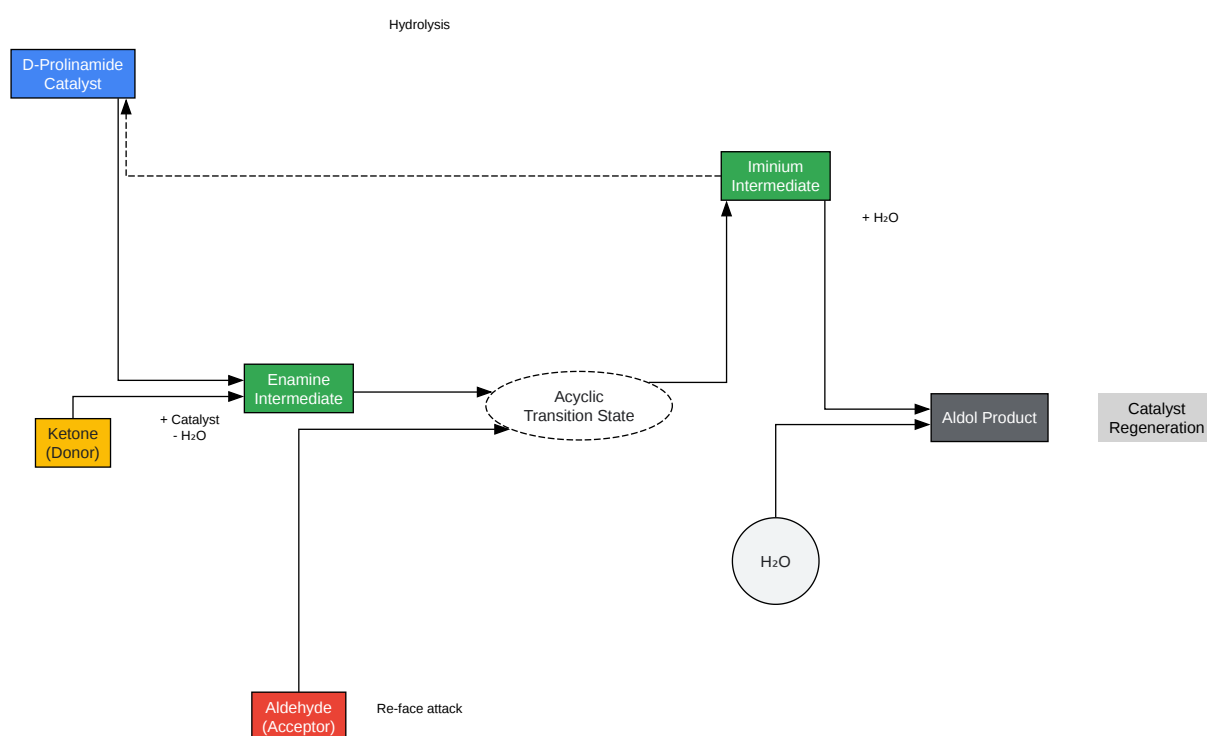 Hydrolysis
D-Prolinamide
Catalyst
Iminium
Intermediate
+ H₂O
Enamine
Intermediate
Acyclic
Transition State
+ Catalyst
- H₂O
Ketone
(Donor)
Aldol Product
Catalyst
Regeneration
H₂O
Aldehyde
(Acceptor)
Re-face attack